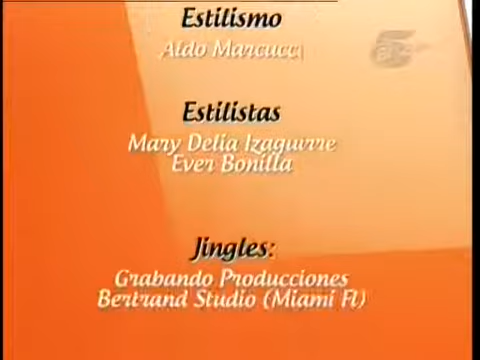 Estilismo
Aldo Marcucci
Estilistas
Mary Delia Izaguirre
Ever Bonilla
Jingles:
Grabando Producciones
Bertrand Studio (Miami Fl)